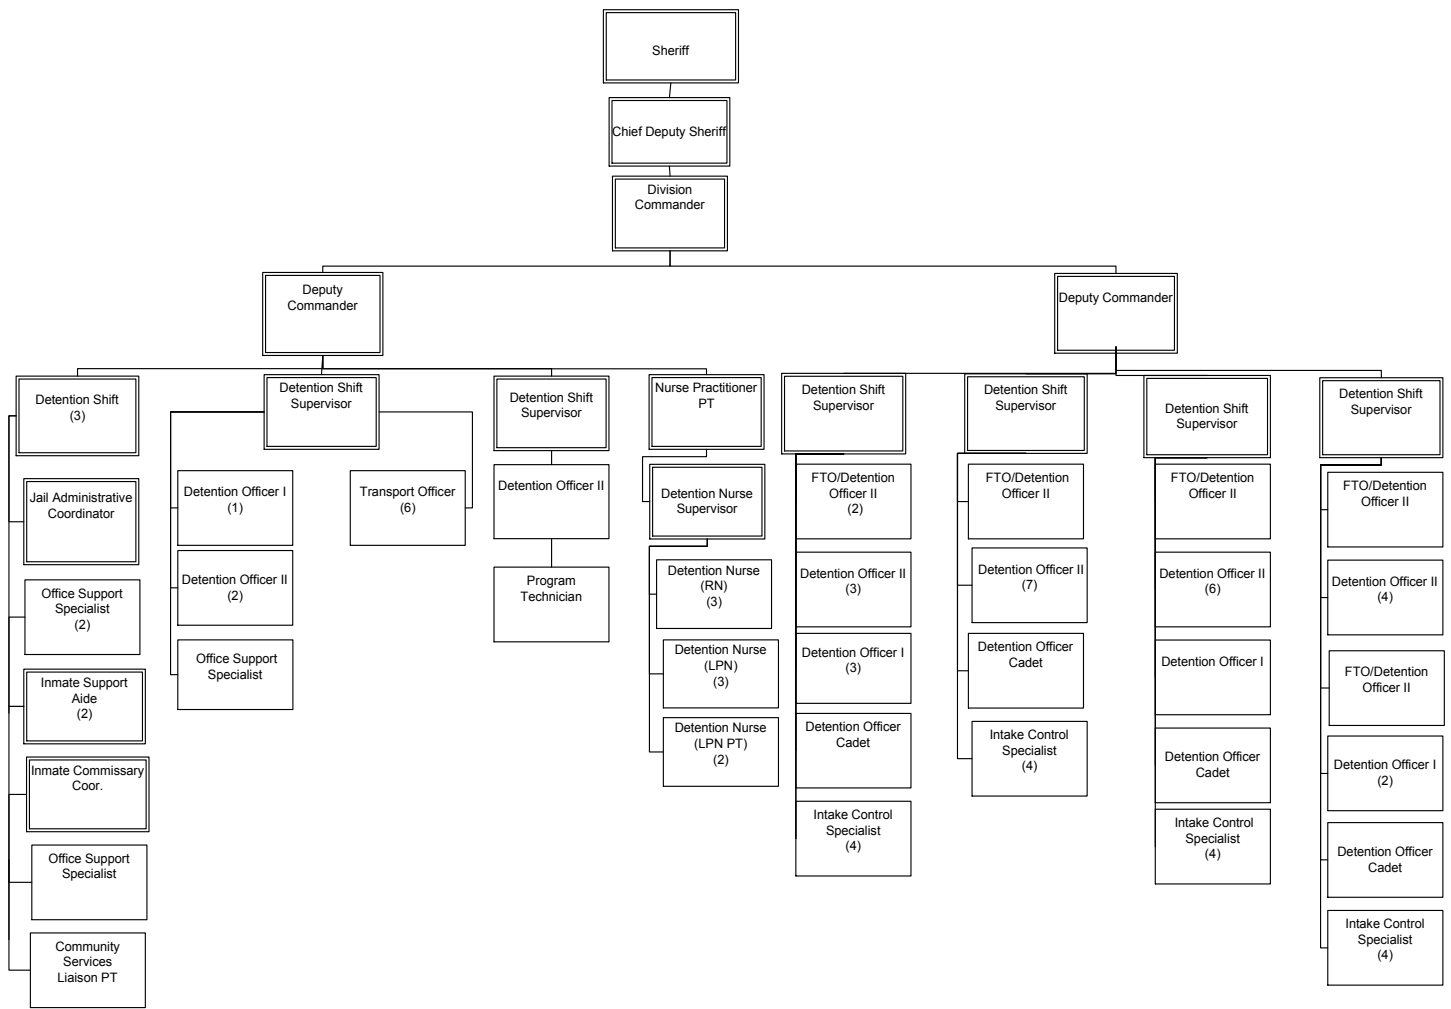 Sheriff
Chief Deputy Sheriff
Division
Commander
Deputy
Commander
Deputy Commander
Detention Shift
(3)
Jail Administrative
Coordinator
Office Support
Specialist
(2)
Inmate Support
Aide
(2)
Inmate Commissary
Coor.
Office Support
Specialist
Community
Services
Liaison PT
Detention Shift
Supervisor
Detention Officer I
(1)
Detention Officer II
(2)
Office Support
Specialist
Transport Officer
(6)
Detention Shift
Supervisor
Detention Officer II
Program
Technician
Nurse Practitioner
PT
Detention Nurse
Supervisor
Detention Nurse
(RN)
(3)
Detention Nurse
(LPN)
(3)
Detention Nurse
(LPN PT)
(2)
Detention Shift
Supervisor
FTO/Detention
Officer II
(2)
Detention Officer II
(3)
Detention Officer I
(3)
Detention Officer
Cadet
Intake Control
Specialist
(4)
Detention Shift
Supervisor
FTO/Detention
Officer II
Detention Officer II
(7)
Detention Officer
Cadet
Intake Control
Specialist
(4)
Detention Shift
Supervisor
FTO/Detention
Officer II
Detention Officer II
(6)
Detention Officer I
Detention Officer
Cadet
Intake Control
Specialist
(4)
Detention Shift
Supervisor
FTO/Detention
Officer II
Detention Officer II
(4)
FTO/Detention
Officer II
Detention Officer I
(2)
Detention Officer
Cadet
Intake Control
Specialist
(4)